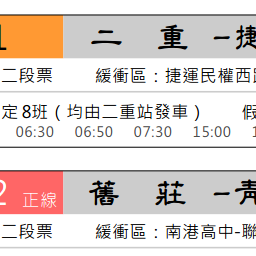 1 二 重 -捷
二段票 緩衝區：捷運民權西
定 8班（均由二重站發車） 假
06:30 06:50 07:30 15:00
2 正線 舊 莊 -青
二段票 緩衝區：南港高中-聯